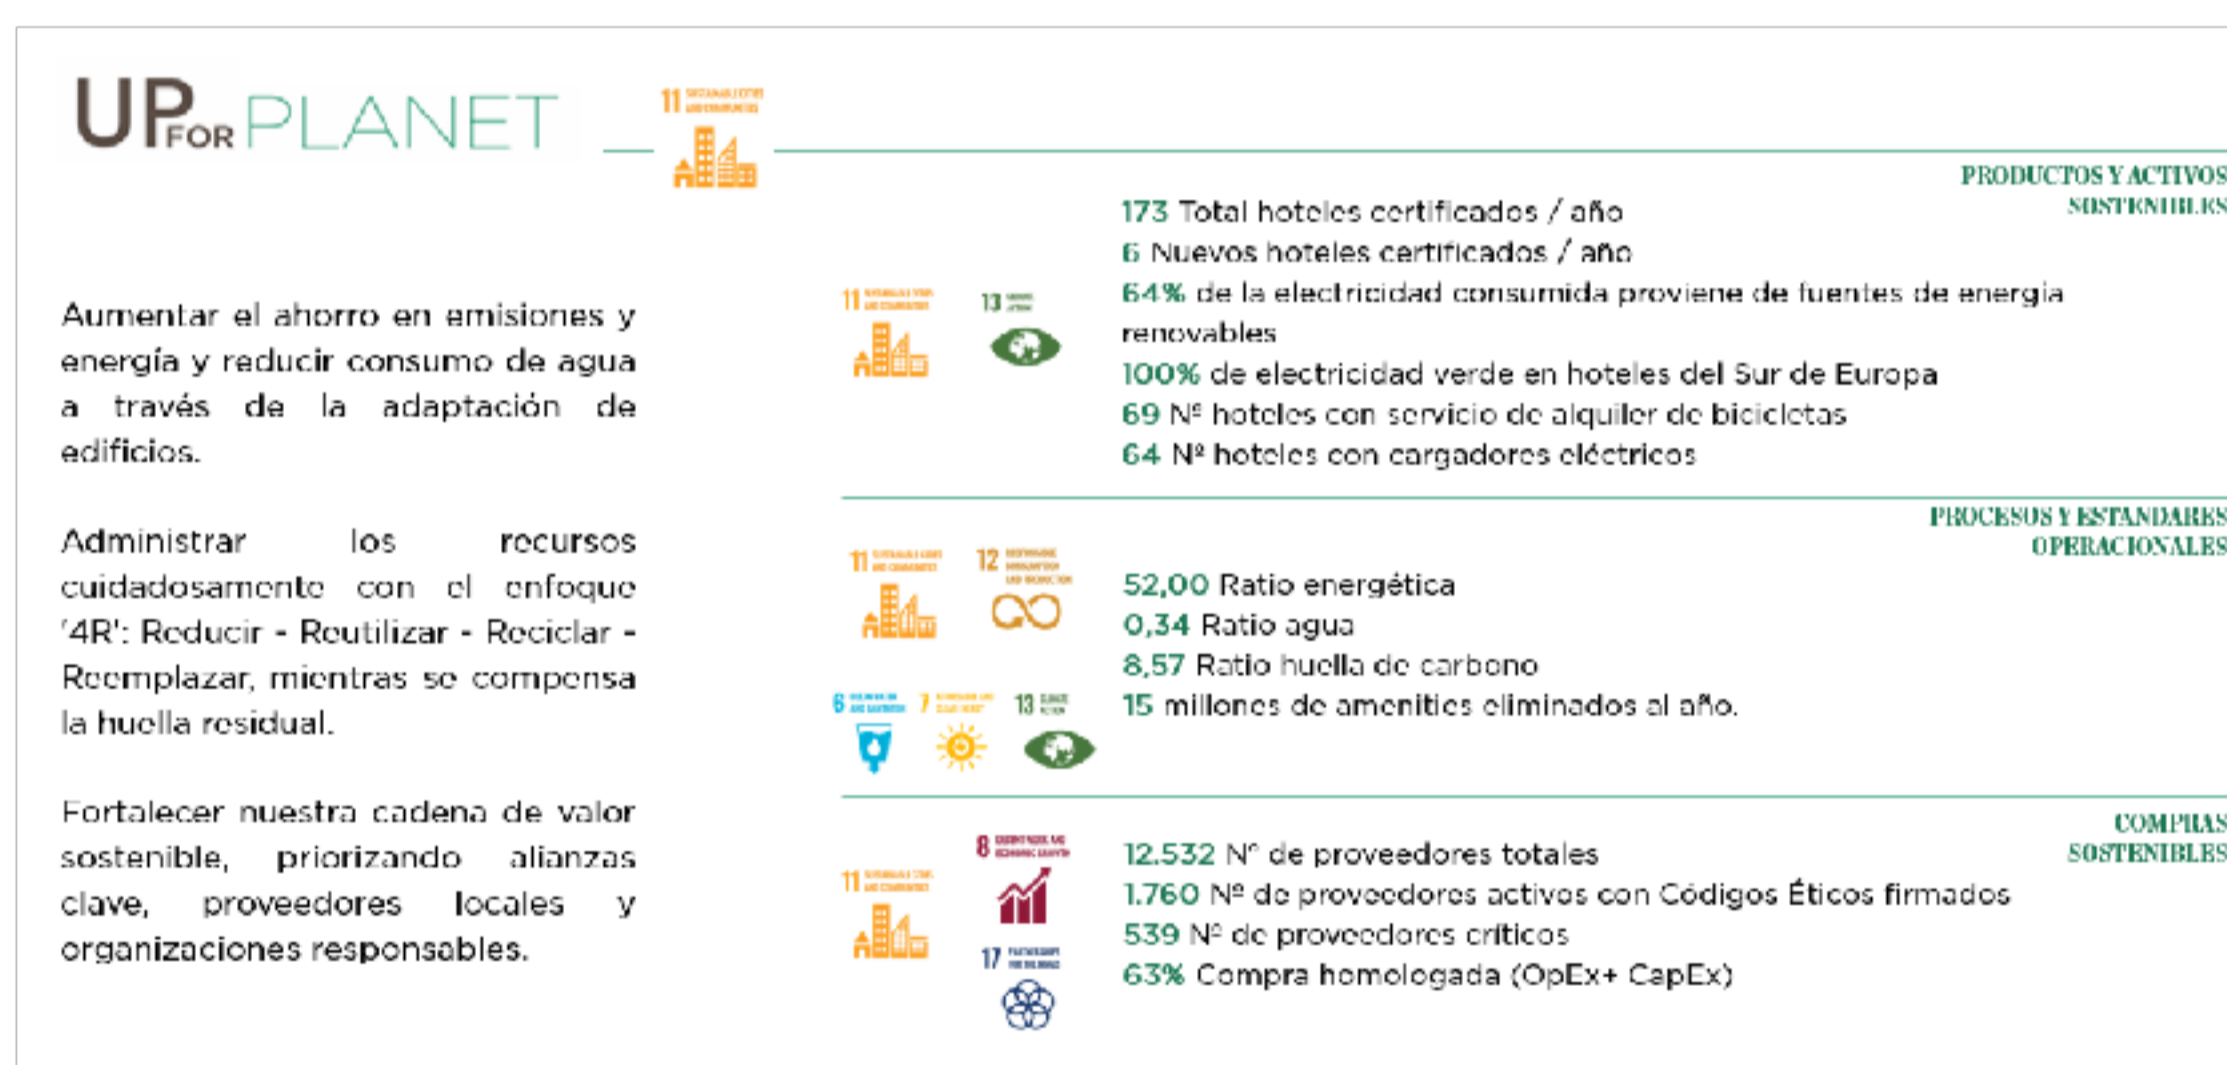 UP FOR PLANET
11
PRODUCTOS Y ACTIVOS
SOSTENIBLES
Aumentar el ahorro en emisiones y
energía y reducir consumo de agua
a través de la adaptación de
edificios.
Administrar los recursos
cuidadosamente con el enfoque
'4R': Reducir - Reutilizar - Reciclar -
Reemplazar, mientras se compensa
la huella residual.
Fortalecer nuestra cadena de valor
sostenible, priorizando alianzas
clave, proveedores locales y
organizaciones responsables.
11
13
173 Total hoteles certificados / año
6 Nuevos hoteles certificados / año
64% de la electricidad consumida proviene de fuentes de energía
renovables
100% de electricidad verde en hoteles del Sur de Europa
69 Nº hoteles con servicio de alquiler de bicicletas
64 Nº hoteles con cargadores eléctricos
PROCESOS Y ESTANDARES
OPERACIONALES
11
12
6
7
13
52,00 Ratio energética
0,34 Ratio agua
8,57 Ratio huella de carbono
15 millones de amenities eliminados al año.
COMPRAS
SOSTENIBLES
8
11
17
12.532 Nº de proveedores totales
1.760 Nº de proveedores activos con Códigos Éticos firmados
539 Nº de proveedores críticos
63% Compra homologada (OpEx+ CapEx)